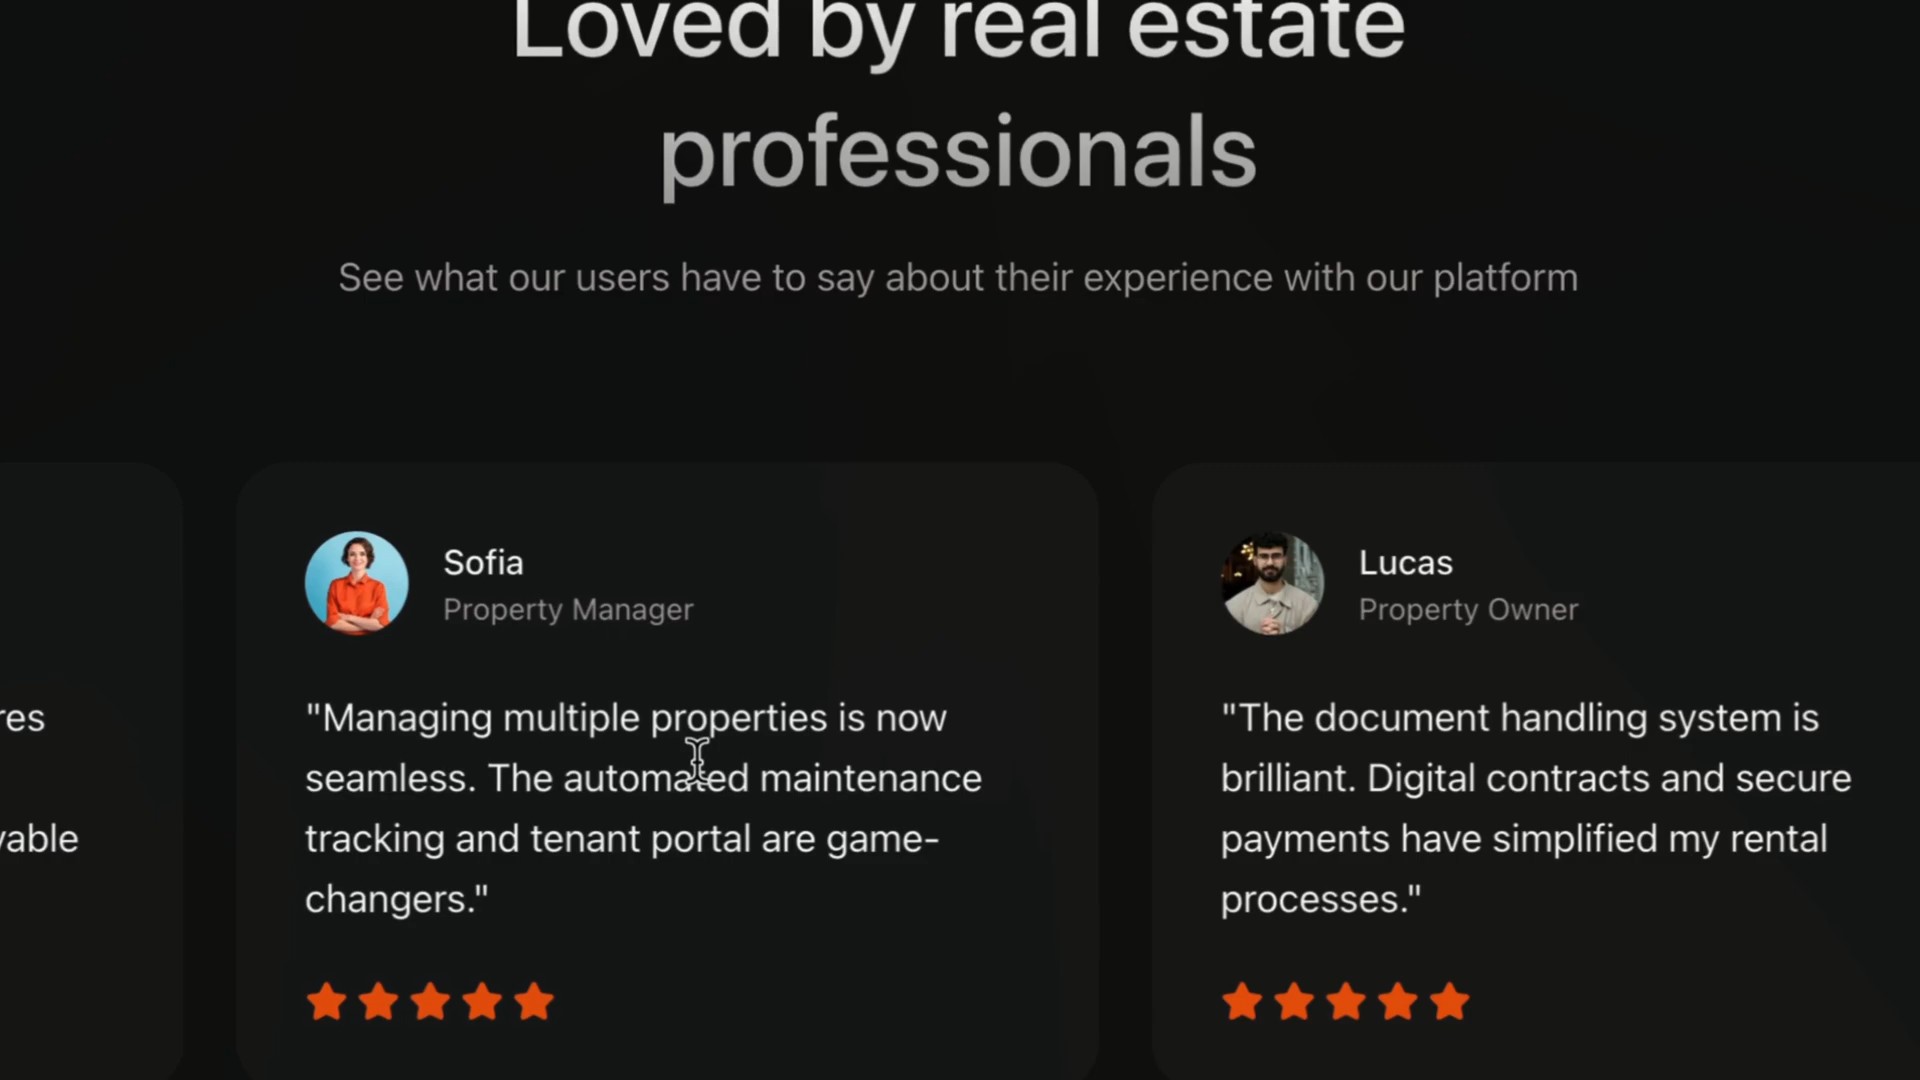 Loved by real estate
professionals
See what our users have to say about their experience with our platform
Sofia
Property Manager
"Managing multiple properties is now
seamless. The automated maintenance
tracking and tenant portal are game-
changers."
Lucas
Property Owner
"The document handling system is
brilliant. Digital contracts and secure
payments have simplified my rental
processes."